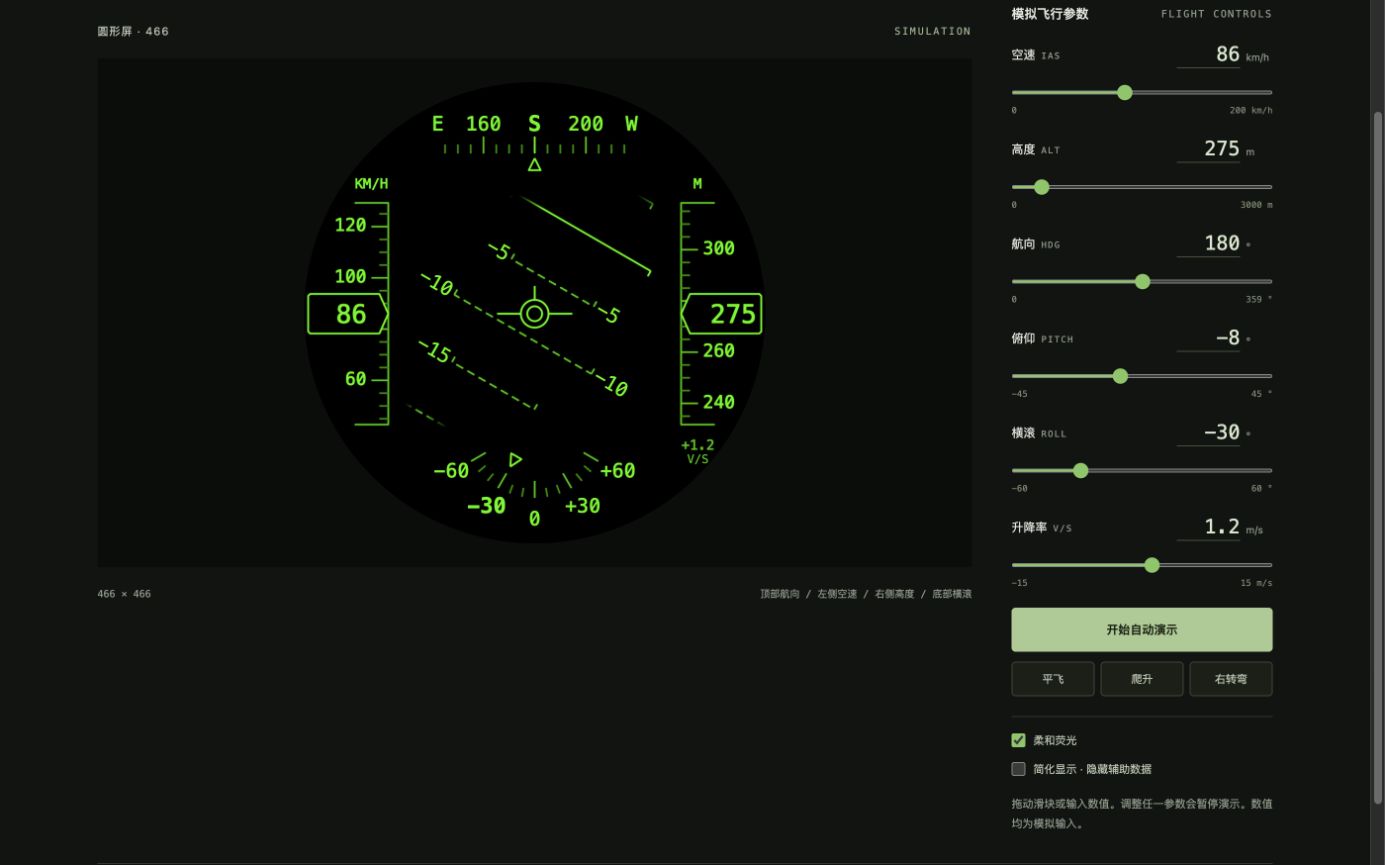 圆形屏 · 466
SIMULATION
E 160 S 200 W
KM/H
M
120
100
86
60
300
275
260
240
−5
−10
−15
−5
−10
+1.2
V/S
−60
−30
0
+30
+60
466 × 466
顶部航向 / 左侧空速 / 右侧高度 / 底部横滚
模拟飞行参数 FLIGHT CONTROLS
空速 IAS 86 km/h
0 200 km/h
高度 ALT 275 m
0 3000 m
航向 HDG 180 °
0 359 °
俯仰 PITCH −8 °
−45 45 °
横滚 ROLL −30 °
−60 60 °
升降率 V/S 1.2 m/s
−15 15 m/s
开始自动演示
平飞 爬升 右转弯
柔和荧光
简化显示 · 隐藏辅助数据
拖动滑块或输入数值。调整任一参数会暂停演示。数值
均为模拟输入。